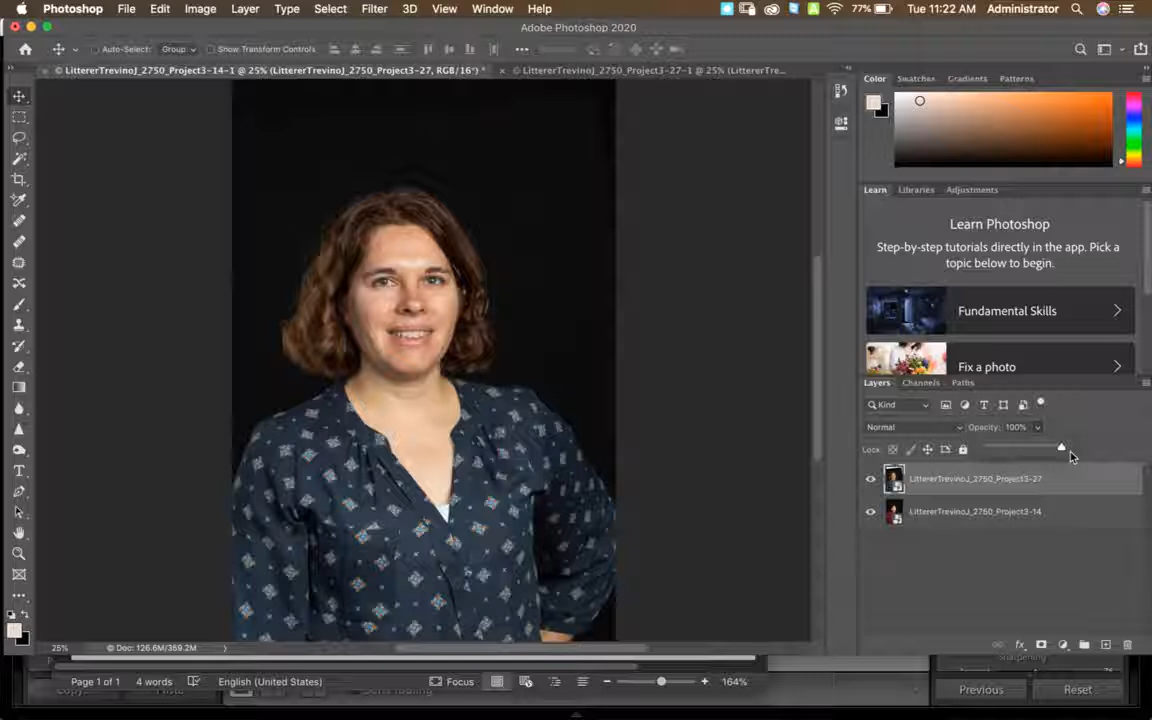 Photoshop File Edit Image Layer Type Select Filter 3D View Window Help 77% Tue 11:22 AM Administrator
Adobe Photoshop 2020
Auto-Select: Group Show Transform Controls
LittererTrevinoJ_2750_Project3-14-1 @ 25% (LittererTrevinoJ_2750_Project3-27, RGB/16*) * LittererTrevinoJ_2750_Project3-27-1 @ 25% (LittererTre...
Color Swatches Gradients Patterns
Learn Libraries Adjustments
Learn Photoshop
Step-by-step tutorials directly in the app. Pick a
topic below to begin.
Fundamental Skills
Fix a photo
Layers Channels Paths
Kind
Normal Opacity: 100%
Lock:
LittererTrevinoJ_2750_Project3-27
LittererTrevinoJ_2750_Project3-14
25% Doc: 126.6M/359.2M
Sharpening
Page 1 of 1 4 words English (United States) Focus 164%
Previous Reset